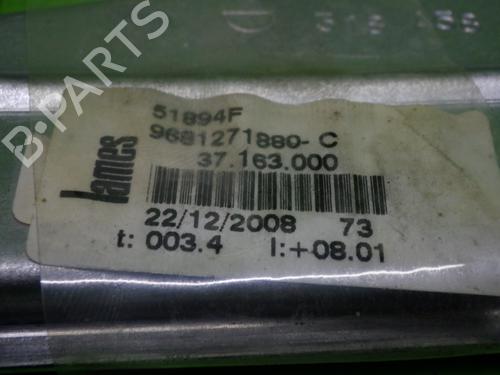 51894F
9681271880- C
37.163.000
lames
22/12/2008 73
t: 003.4 l:+08.01
B-PARTS